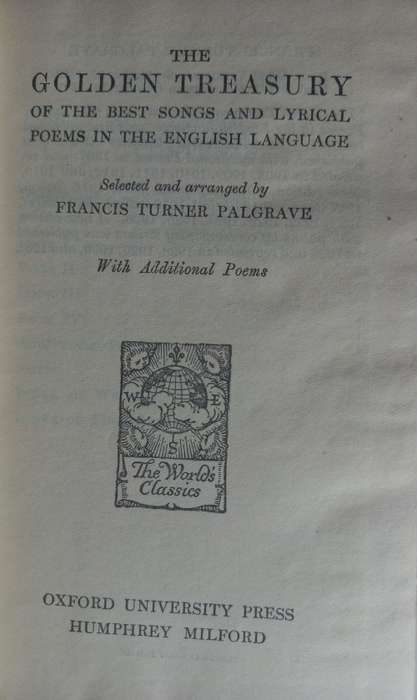 THE
GOLDEN TREASURY
OF THE BEST SONGS AND LYRICAL
POEMS IN THE ENGLISH LANGUAGE
Selected and arranged by
FRANCIS TURNER PALGRAVE
With Additional Poems
W E
S
The World's
Classics
OXFORD UNIVERSITY PRESS
HUMPHREY MILFORD